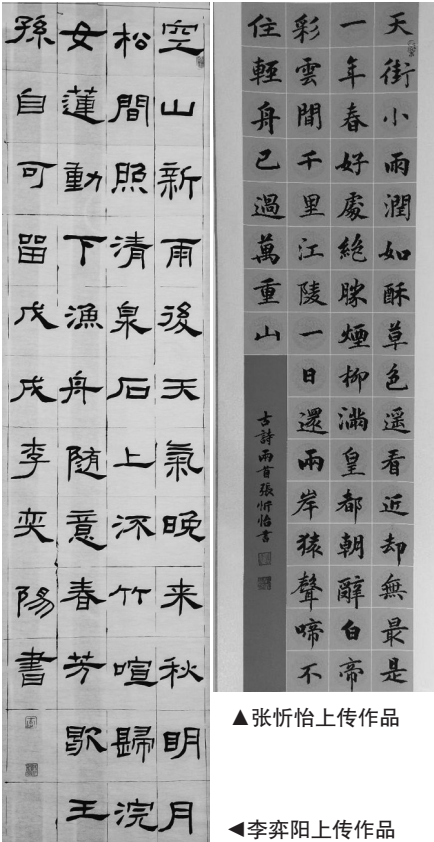 天街小雨潤如酥草色遥看近却無最是
一年春好處絶勝煙柳滿皇都朝辭白帝
彩雲間千里江陵一日還兩岸猿聲啼不
住輕舟已過萬重山
古詩兩首張忻怡書
▲张忻怡上传作品
空山新雨後天氣晚来秋明月
松間照清泉石上流竹喧歸浣
女蓮動下漁舟随意春芳歇王
孫自可留戊戌李奕陽書
◀李弈阳上传作品